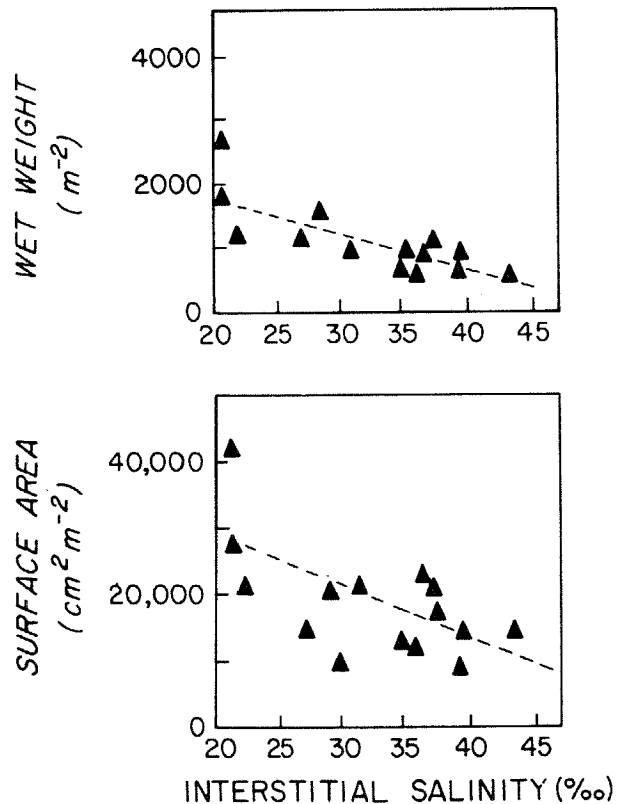 WET WEIGHT
(m⁻²)
4000
2000
0
20 25 30 35 40 45
SURFACE AREA
(cm² m⁻²)
40,000
20,000
0
20 25 30 35 40 45
INTERSTITIAL SALINITY (‰)